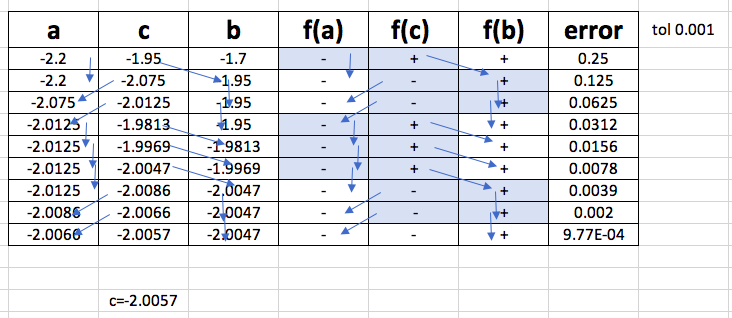 a c b f(a) f(c) f(b) error tol 0.001
-2.2 -1.95 -1.7 - + + 0.25
-2.2 -2.075 -1.95 - - + 0.125
-2.075 -2.0125 -1.95 - - + 0.0625
-2.0125 -1.9813 -1.95 - + + 0.0312
-2.0125 -1.9969 -1.9813 - + + 0.0156
-2.0125 -2.0047 -1.9969 - + + 0.0078
-2.0125 -2.0086 -2.0047 - - + 0.0039
-2.0086 -2.0066 -2.0047 - - + 0.002
-2.0066 -2.0057 -2.0047 - - + 9.77E-04
c=-2.0057